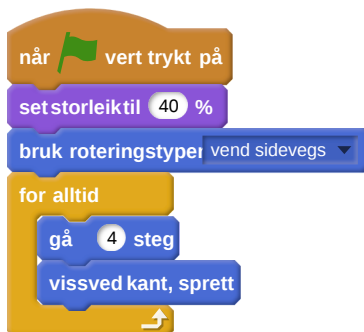 når vert trykt på
set storleik til 40 %
bruk roteringstypen vend sidevegs
for alltid
gå 4 steg
viss ved kant, sprett